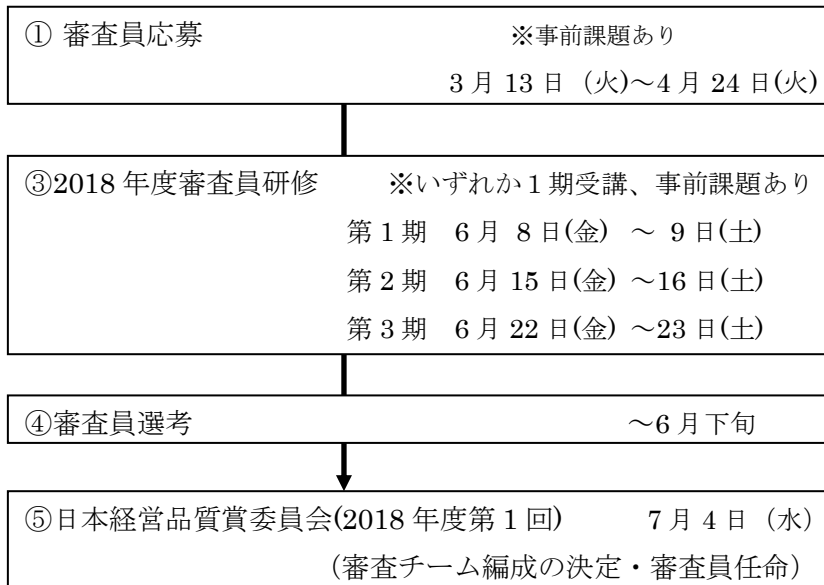 ① 審査員応募 ※事前課題あり
3 月 13 日 (火)～4 月 24 日(火)
③2018 年度審査員研修 ※いずれか 1 期受講、事前課題あり
第 1 期 6 月 8 日(金) ～ 9 日(土)
第 2 期 6 月 15 日(金) ～16 日(土)
第 3 期 6 月 22 日(金) ～23 日(土)
④審査員選考 ～6 月下旬
⑤日本経営品質賞委員会(2018 年度第 1 回) 7 月 4 日（水）
（審査チーム編成の決定・審査員任命）